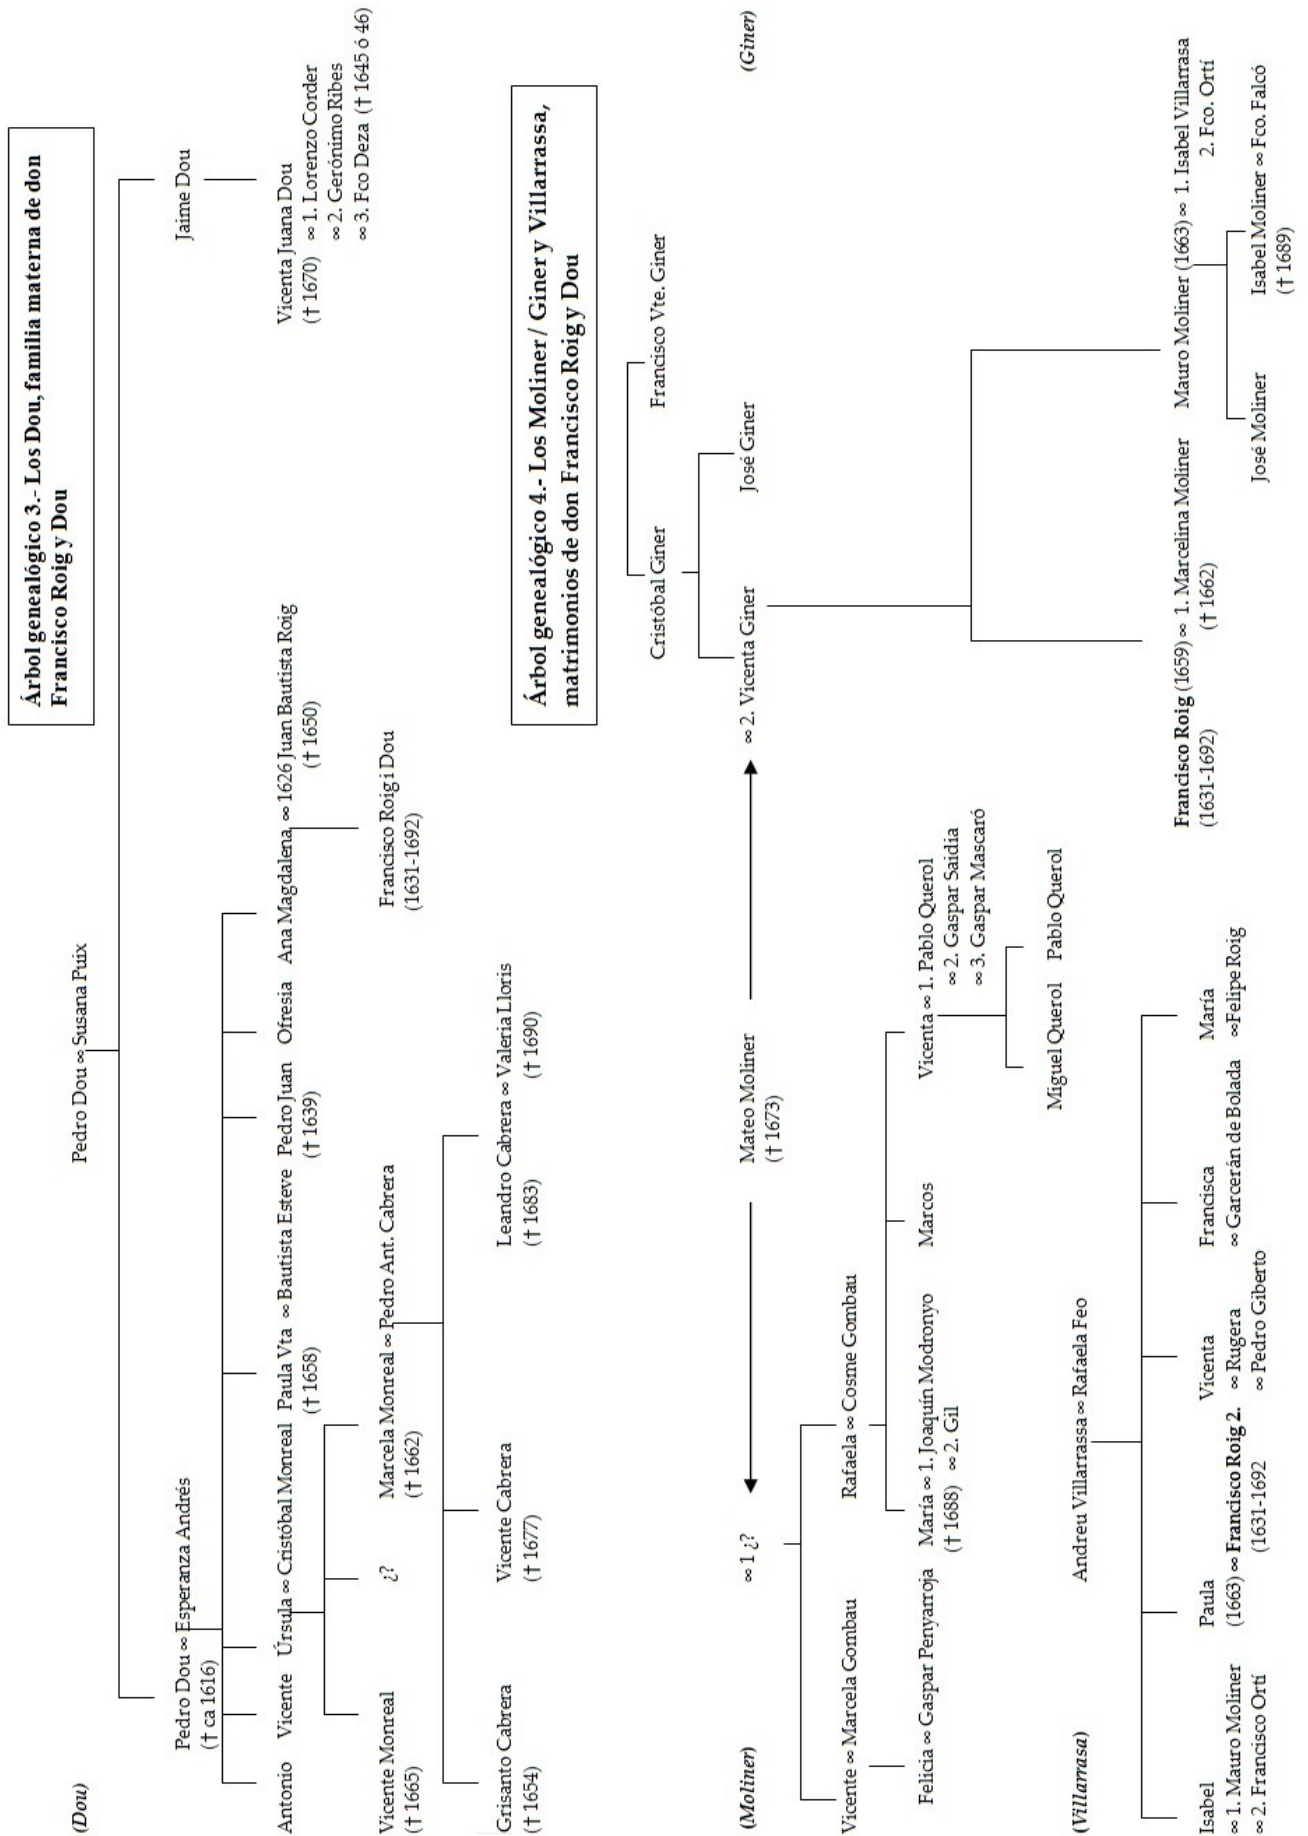 Árbol genealógico 3.- Los Dou, familia materna de don
Francisco Roig y Dou
(Dou)
Pedro Dou ∞ Susana Puix
Pedro Dou ∞ Esperanza Andrés
(† ca 1616)
Jaime Dou
Antonio
Vicente
Úrsula ∞ Cristóbal Monreal
Paula Vta ∞ Bautista Esteve
(† 1658)
Pedro Juan
(† 1639)
Ofresia
Ana Magdalena ∞ 1626 Juan Bautista Roig
(† 1650)
Vicenta Juana Dou
(† 1670) ∞ 1. Lorenzo Corder
∞ 2. Gerónimo Ribes
∞ 3. Fco Deza († 1645 ó 46)
Vicente Monreal
(† 1665)
¿?
Marcela Monreal ∞ Pedro Ant. Cabrera
(† 1662)
Francisco Roig i Dou
(1631-1692)
Grisanto Cabrera
(† 1654)
Vicente Cabrera
(† 1677)
Leandro Cabrera ∞ Valeria Lloris
(† 1683)
(† 1690)
Árbol genealógico 4.- Los Moliner / Giner y Villarrassa,
matrimonios de don Francisco Roig y Dou
Cristóbal Giner
Francisco Vte. Giner
(Moliner)
∞ 1 ¿?
Mateo Moliner
(† 1673)
∞ 2. Vicenta Giner
José Giner
(Giner)
Vicente ∞ Marcela Gombau
Rafaela ∞ Cosme Gombau
Felicia ∞ Gaspar Penyarroja
María ∞ 1. Joaquín Modronyo
(† 1688) ∞ 2. Gil
Marcos
Vicenta ∞ 1. Pablo Querol
∞ 2. Gaspar Saidia
∞ 3. Gaspar Mascaró
Miguel Querol
Pablo Querol
(Villarrasa)
Andreu Villarrassa ∞ Rafaela Feo
Francisco Roig (1659) ∞ 1. Marcelina Moliner
(1631-1692)
(† 1662)
Mauro Moliner (1663) ∞ 1. Isabel Villarrasa
2. Fco. Ortí
José Moliner
Isabel Moliner ∞ Fco. Falcó
(† 1689)
Isabel
∞ 1. Mauro Moliner
∞ 2. Francisco Ortí
Paula
(1663) ∞ Francisco Roig 2.
(1631-1692
Vicenta
∞ Rugera
∞ Pedro Giberto
Francisca
∞ Garcerán de Bolada
María
∞Felipe Roig